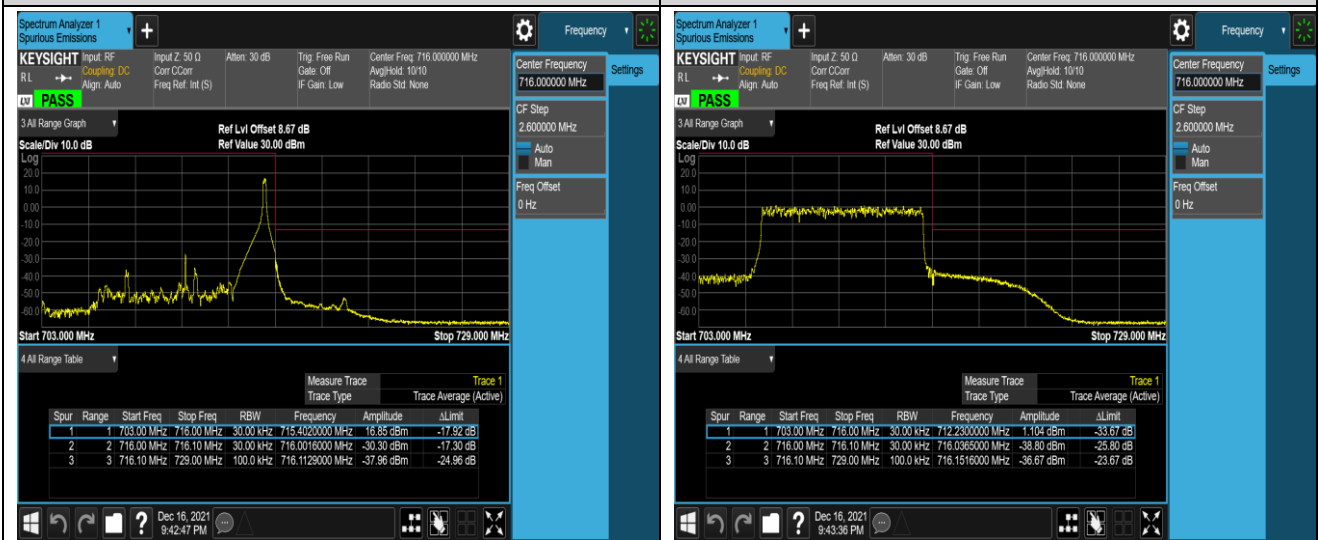 Spectrum Analyzer 1
Spurious Emissions
+
Frequency
KEYSIGHT
R L
Input: RF
Coupling: DC
Align: Auto
Input Z: 50 Ω
Corr CCorr
Freq Ref: Int (S)
Atten: 30 dB
Trig: Free Run
Gate: Off
IF Gain: Low
Center Freq: 716.000000 MHz
Avg|Hold: 10/10
Radio Std: None
LXI PASS
Center Frequency
716.000000 MHz
Settings
CF Step
2.600000 MHz
Auto
Man
Freq Offset
0 Hz
3 All Range Graph
Ref Lvl Offset 8.67 dB
Scale/Div 10.0 dB Ref Value 30.00 dBm
Log
20.0
10.0
0.00
-10.0
-20.0
-30.0
-40.0
-50.0
-60.0
Start 703.000 MHz Stop 729.000 MHz
4 All Range Table
Measure Trace Trace 1
Trace Type Trace Average (Active)
Spur Range Start Freq Stop Freq RBW Frequency Amplitude ΔLimit
1 1 703.00 MHz 716.00 MHz 30.00 kHz 715.4020000 MHz 16.85 dBm -17.92 dB
2 2 716.00 MHz 716.10 MHz 30.00 kHz 716.0016000 MHz -30.30 dBm -17.30 dB
3 3 716.10 MHz 729.00 MHz 100.0 kHz 716.1129000 MHz -37.96 dBm -24.96 dB
?
Dec 16, 2021
9:42:47 PM
Spectrum Analyzer 1
Spurious Emissions
+
Frequency
KEYSIGHT
R L
Input: RF
Coupling: DC
Align: Auto
Input Z: 50 Ω
Corr CCorr
Freq Ref: Int (S)
Atten: 30 dB
Trig: Free Run
Gate: Off
IF Gain: Low
Center Freq: 716.000000 MHz
Avg|Hold: 10/10
Radio Std: None
LXI PASS
Center Frequency
716.000000 MHz
Settings
CF Step
2.600000 MHz
Auto
Man
Freq Offset
0 Hz
3 All Range Graph
Ref Lvl Offset 8.67 dB
Scale/Div 10.0 dB Ref Value 30.00 dBm
Log
20.0
10.0
0.00
-10.0
-20.0
-30.0
-40.0
-50.0
-60.0
Start 703.000 MHz Stop 729.000 MHz
4 All Range Table
Measure Trace Trace 1
Trace Type Trace Average (Active)
Spur Range Start Freq Stop Freq RBW Frequency Amplitude ΔLimit
1 1 703.00 MHz 716.00 MHz 30.00 kHz 712.2300000 MHz 1.104 dBm -33.67 dB
2 2 716.00 MHz 716.10 MHz 30.00 kHz 716.0365000 MHz -38.80 dBm -25.80 dB
3 3 716.10 MHz 729.00 MHz 100.0 kHz 716.1516000 MHz -36.67 dBm -23.67 dB
?
Dec 16, 2021
9:43:36 PM